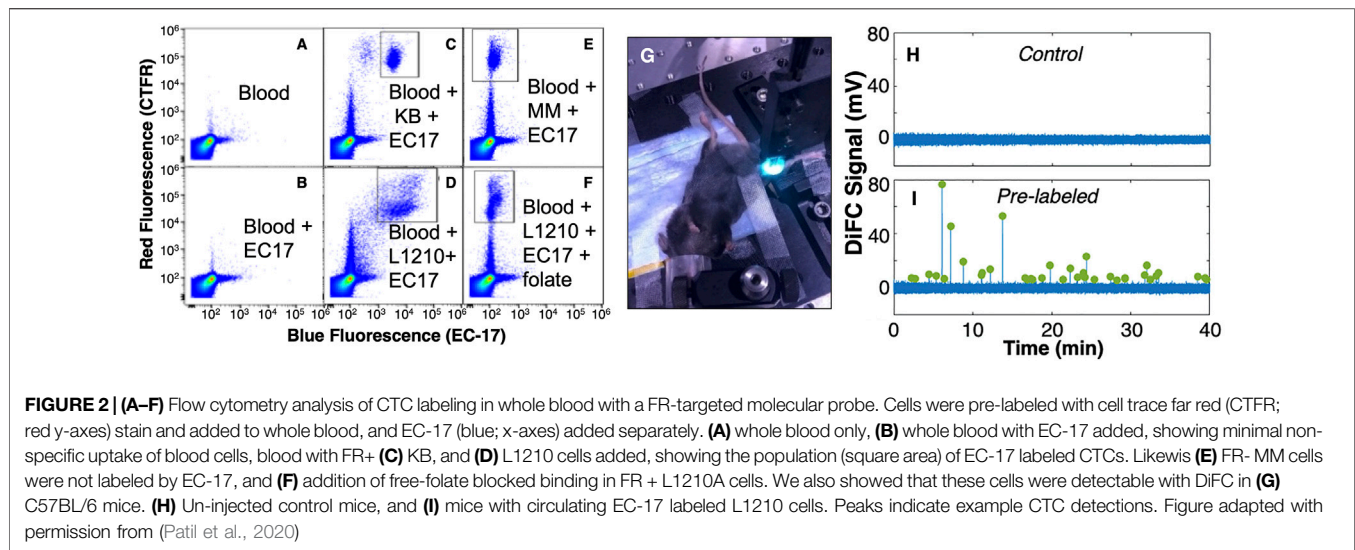 10⁶
10⁵
10⁴
10³
10²
A
Blood
C
Blood +
KB +
EC17
E
Blood +
MM +
EC17
10⁶
10⁵
10⁴
10³
10²
B
Blood +
EC17
D
Blood +
L1210+
EC17
F
Blood +
L1210 +
EC17 +
folate
10² 10³ 10⁴ 10⁵ 10⁶ 10² 10³ 10⁴ 10⁵ 10⁶ 10² 10³ 10⁴ 10⁵ 10⁶
Red Fluorescence (CTFR)
Blue Fluorescence (EC-17)
G
80
40
0
H
Control
80
40
0
I
Pre-labeled
DiFC Signal (mV)
0 10 20 30 40
Time (min)
FIGURE 2 | (A–F) Flow cytometry analysis of CTC labeling in whole blood with a FR-targeted molecular probe. Cells were pre-labeled with cell trace far red (CTFR;
red y-axes) stain and added to whole blood, and EC-17 (blue; x-axes) added separately. (A) whole blood only, (B) whole blood with EC-17 added, showing minimal non-
specific uptake of blood cells, blood with FR+ (C) KB, and (D) L1210 cells added, showing the population (square area) of EC-17 labeled CTCs. Likewis (E) FR- MM cells
were not labeled by EC-17, and (F) addition of free-folate blocked binding in FR + L1210A cells. We also showed that these cells were detectable with DiFC in (G)
C57BL/6 mice. (H) Un-injected control mice, and (I) mice with circulating EC-17 labeled L1210 cells. Peaks indicate example CTC detections. Figure adapted with
permission from (Patil et al., 2020)